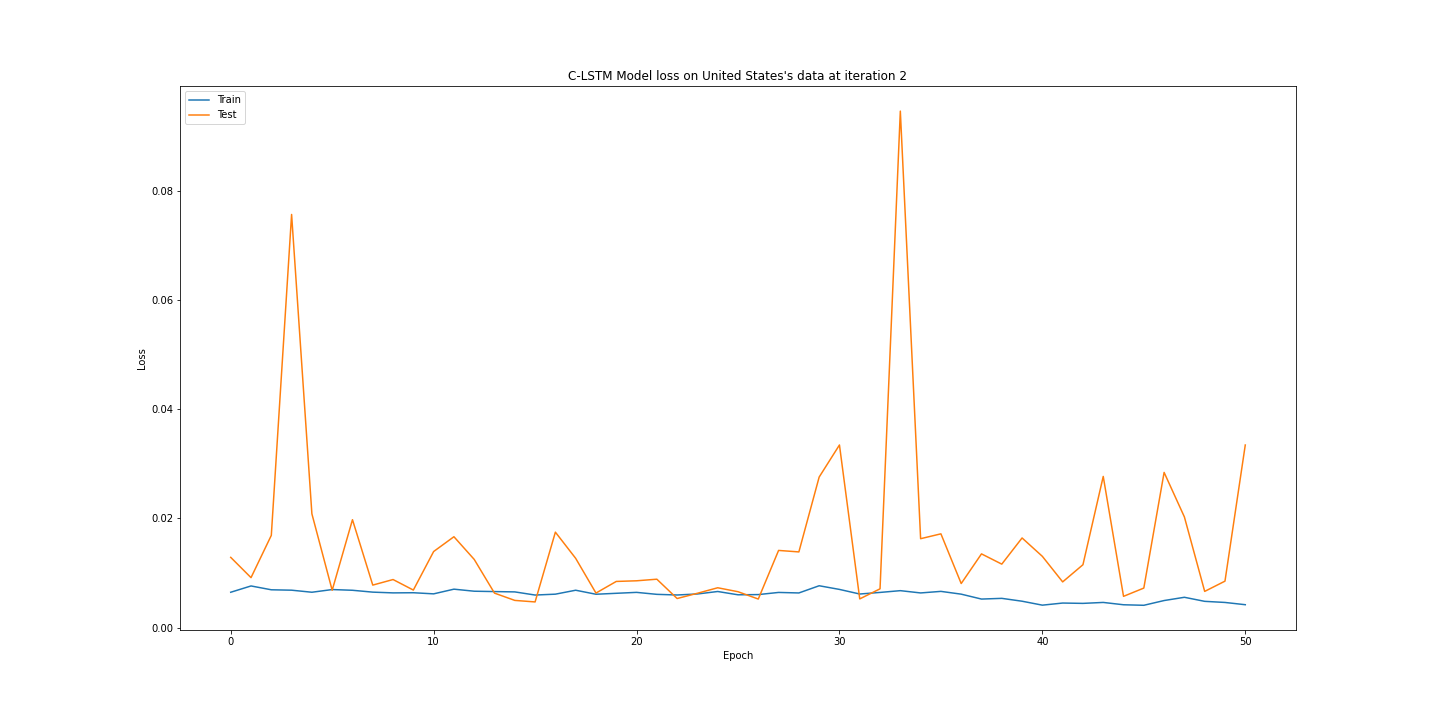 C-LSTM Model loss on United States's data at iteration 2
Train
Test
0.08
0.06
0.04
0.02
0.00
Loss
0 10 20 30 40 50
Epoch